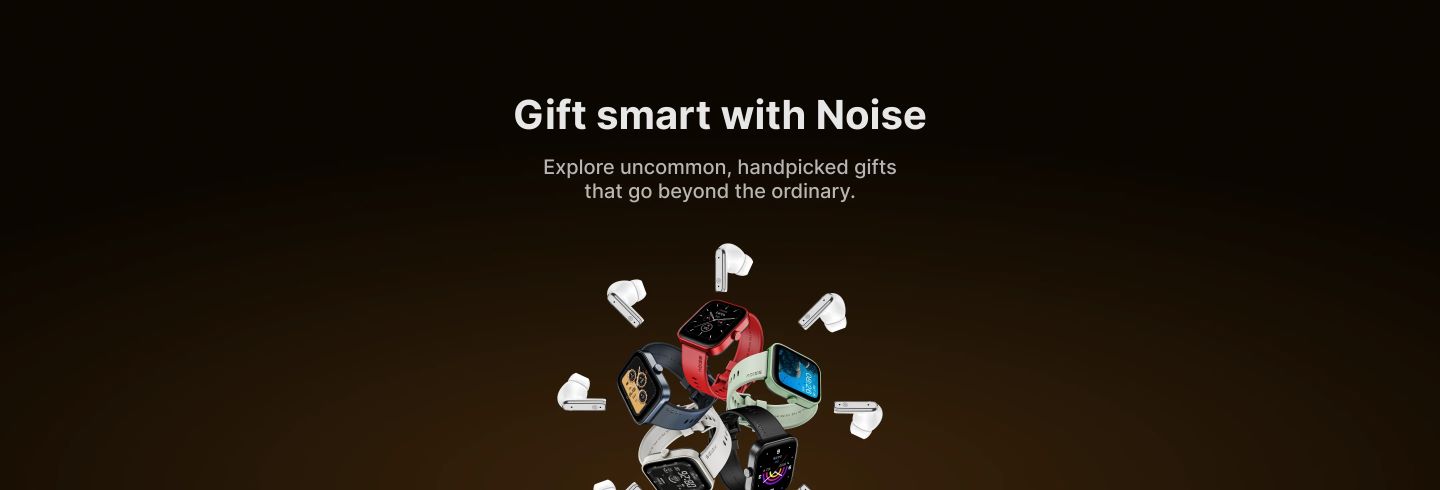 Gift smart with Noise
Explore uncommon, handpicked gifts
that go beyond the ordinary.